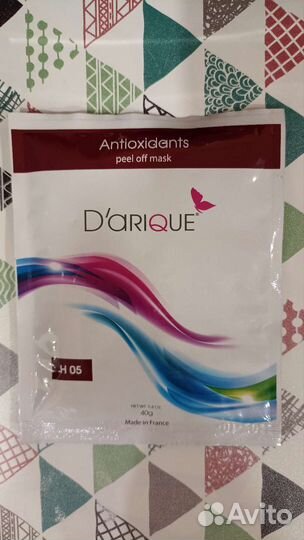 Antioxidants
peel off mask
D'ARIQUE
H 05
40g
Made in France
Avito